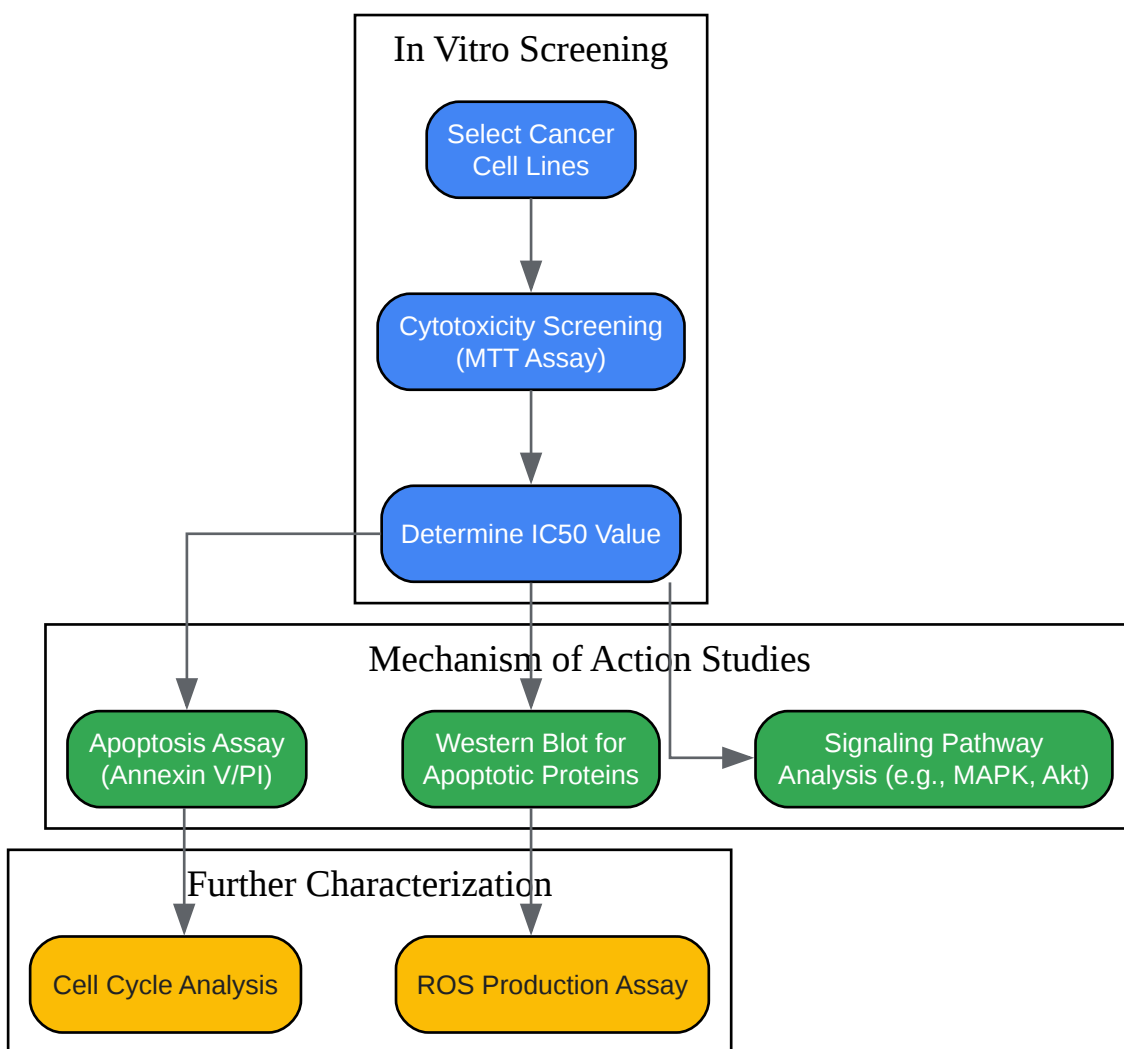 In Vitro Screening
Select Cancer
Cell Lines
Cytotoxicity Screening
(MTT Assay)
Determine IC50 Value
Mechanism of Action Studies
Apoptosis Assay
(Annexin V/PI)
Western Blot for
Apoptotic Proteins
Signaling Pathway
Analysis (e.g., MAPK, Akt)
Further Characterization
Cell Cycle Analysis
ROS Production Assay